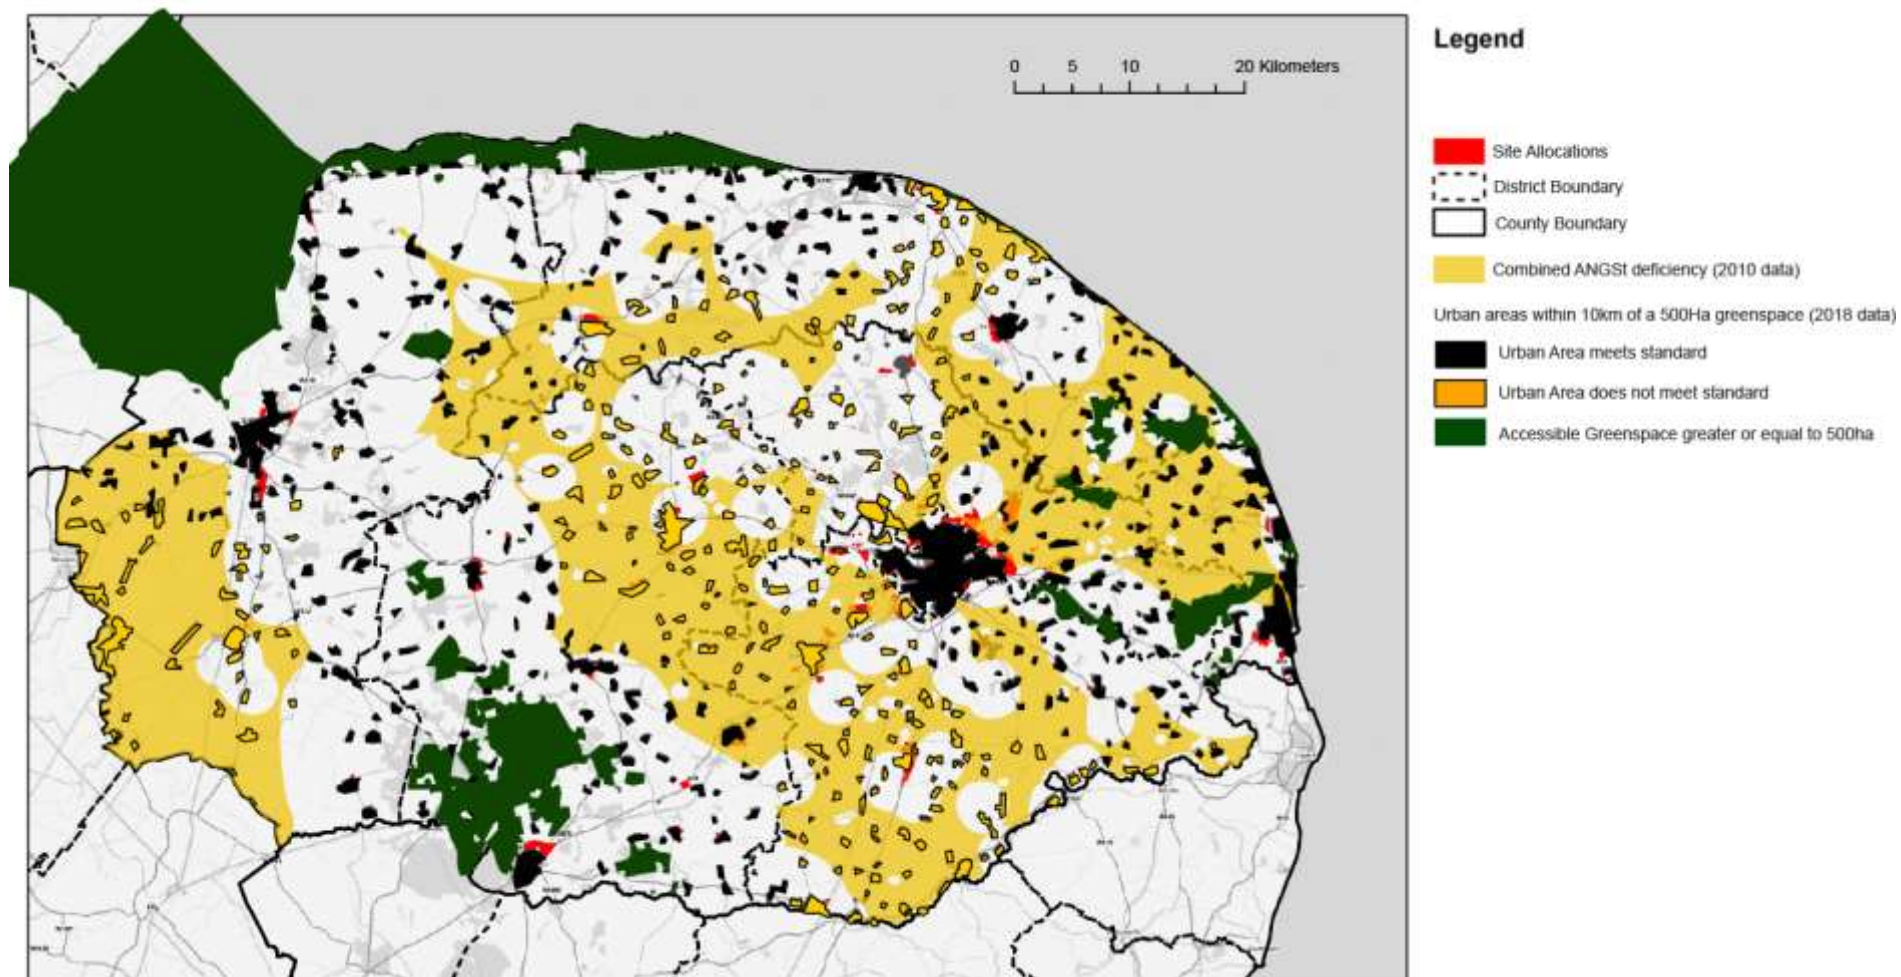 Legend
0 5 10 20 Kilometers
Site Allocations
District Boundary
County Boundary
Combined ANGSt deficiency (2010 data)
Urban areas within 10km of a 500Ha greenspace (2018 data)
Urban Area meets standard
Urban Area does not meet standard
Accessible Greenspace greater or equal to 500ha